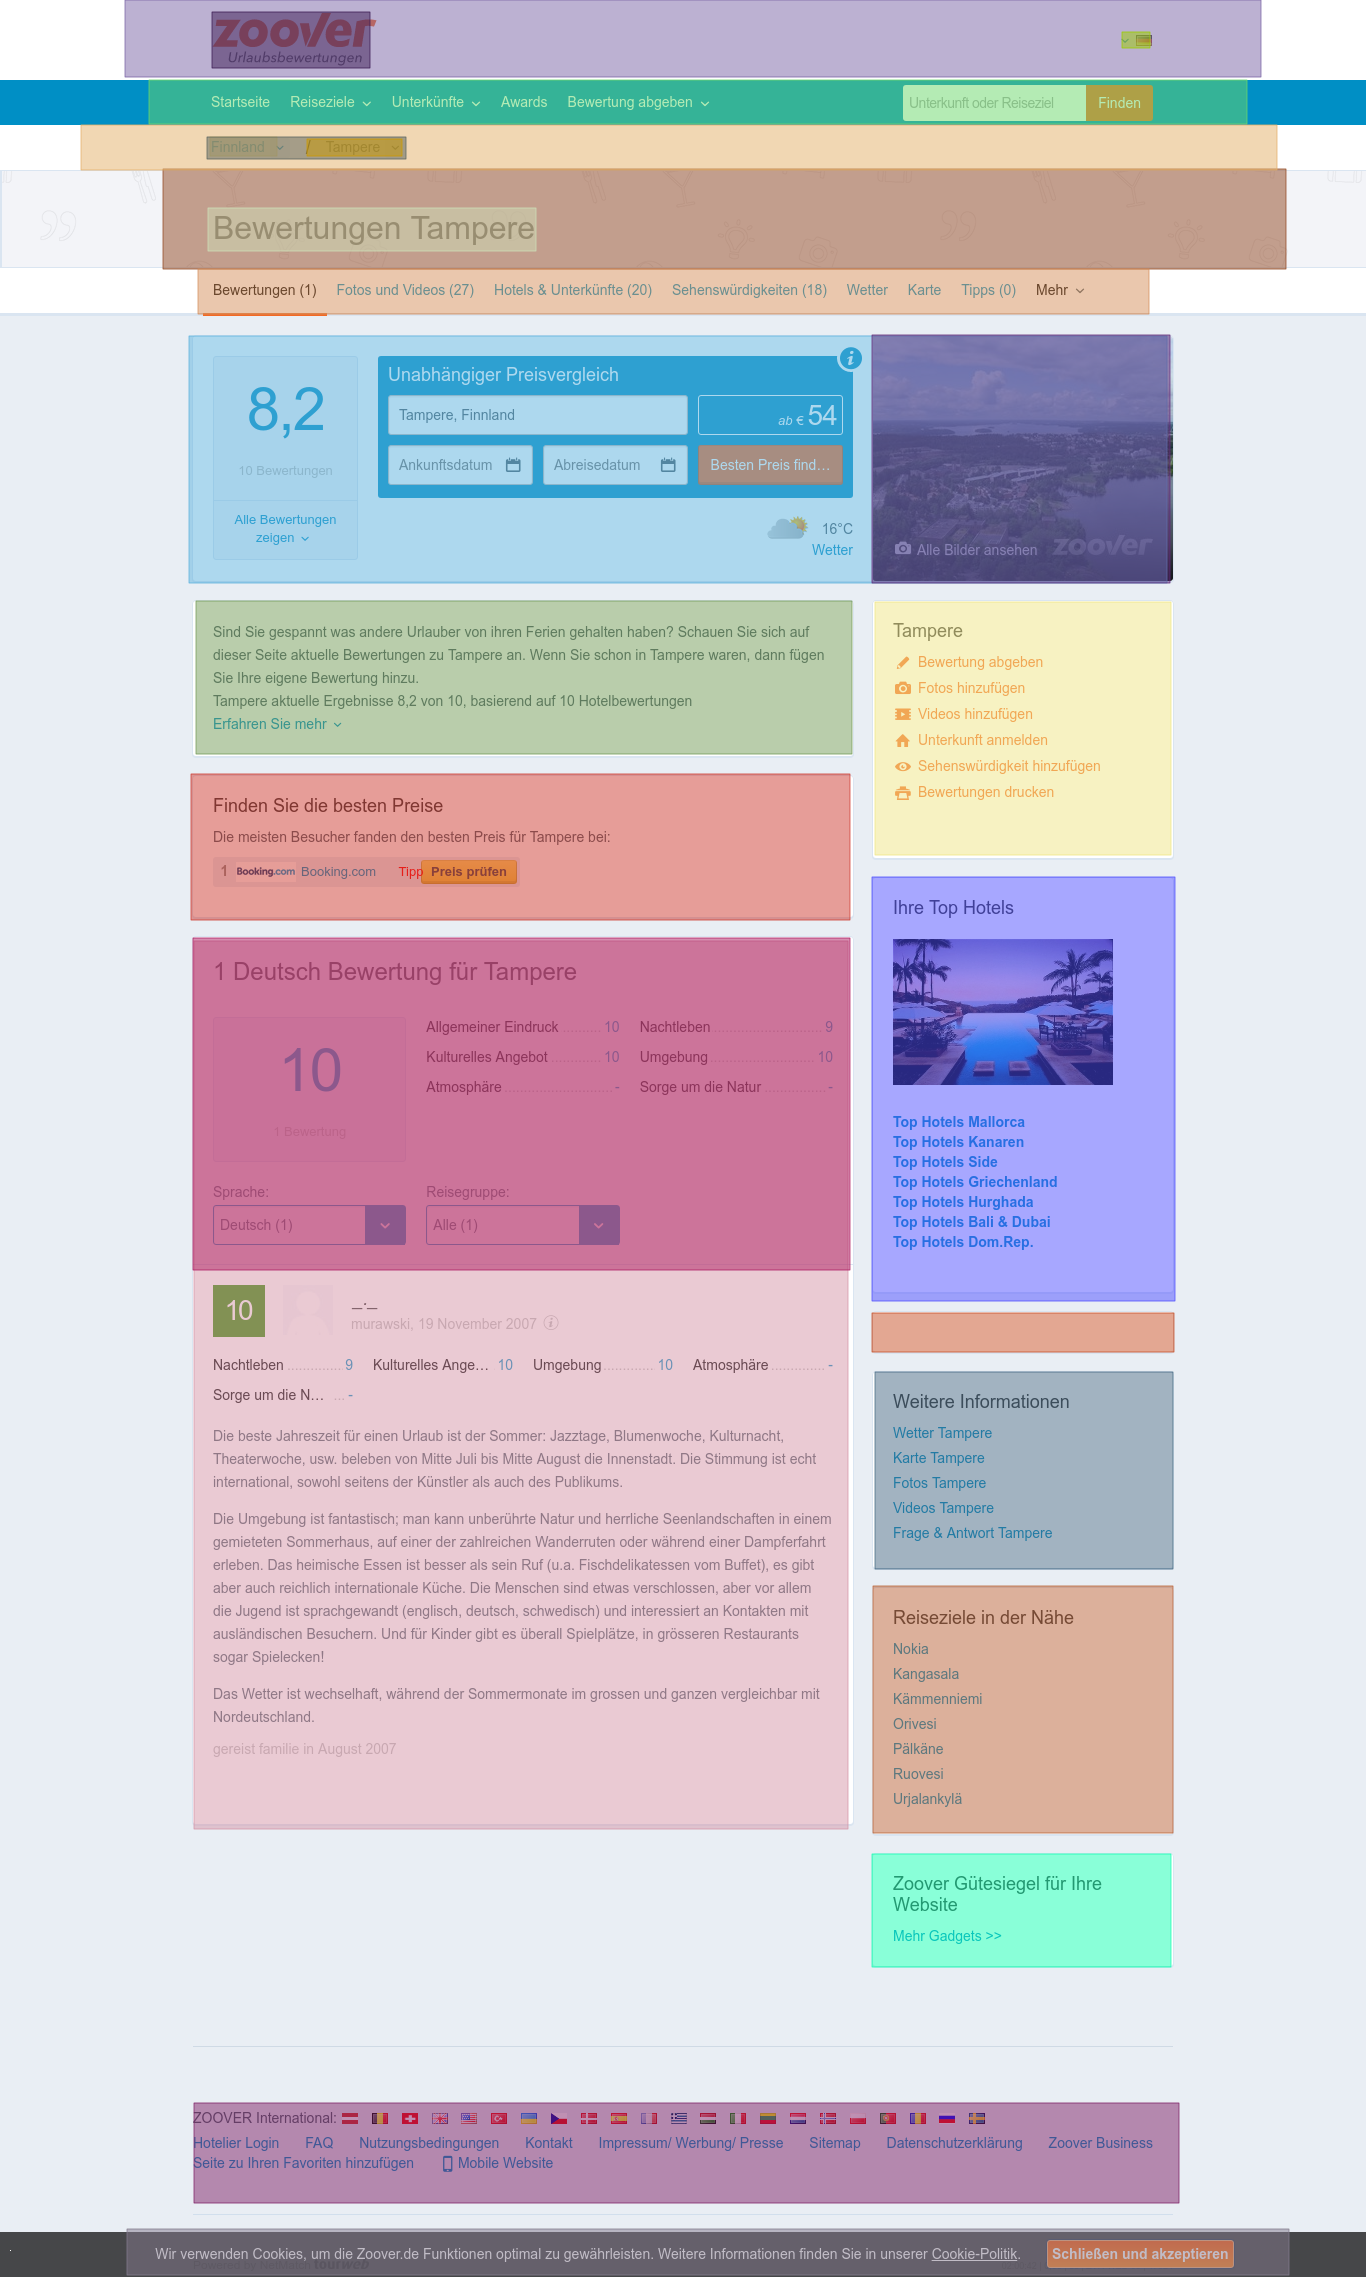 zoover
Urlaubsbewertungen
Startseite Reiseziele Unterkünfte Awards Bewertung abgeben Unterkunft oder Reiseziel Finden
Finnland / Tampere
Bewertungen Tampere
Bewertungen (1) Fotos und Videos (27) Hotels & Unterkünfte (20) Sehenswürdigkeiten (18) Wetter Karte Tipps (0) Mehr
8,2
10 Bewertungen
Alle Bewertungen
zeigen
Unabhängiger Preisvergleich
Tampere, Finnland ab € 54
Ankunftsdatum Abreisedatum Besten Preis find…
16°C
Wetter
Alle Bilder ansehen zoover
Sind Sie gespannt was andere Urlauber von ihren Ferien gehalten haben? Schauen Sie sich auf
dieser Seite aktuelle Bewertungen zu Tampere an. Wenn Sie schon in Tampere waren, dann fügen
Sie Ihre eigene Bewertung hinzu.
Tampere aktuelle Ergebnisse 8,2 von 10, basierend auf 10 Hotelbewertungen
Erfahren Sie mehr
Tampere
Bewertung abgeben
Fotos hinzufügen
Videos hinzufügen
Unterkunft anmelden
Sehenswürdigkeit hinzufügen
Bewertungen drucken
Finden Sie die besten Preise
Die meisten Besucher fanden den besten Preis für Tampere bei:
1 Booking.com Booking.com Tipp Preis prüfen
Ihre Top Hotels
Top Hotels Mallorca
Top Hotels Kanaren
Top Hotels Side
Top Hotels Griechenland
Top Hotels Hurghada
Top Hotels Bali & Dubai
Top Hotels Dom.Rep.
1 Deutsch Bewertung für Tampere
10
1 Bewertung
Allgemeiner Eindruck 10 Nachtleben 9
Kulturelles Angebot 10 Umgebung 10
Atmosphäre - Sorge um die Natur -
Sprache: Reisegruppe:
Deutsch (1) Alle (1)
10 _._
murawski, 19 November 2007
Nachtleben 9 Kulturelles Ange… 10 Umgebung 10 Atmosphäre -
Sorge um die N… -
Die beste Jahreszeit für einen Urlaub ist der Sommer: Jazztage, Blumenwoche, Kulturnacht,
Theaterwoche, usw. beleben von Mitte Juli bis Mitte August die Innenstadt. Die Stimmung ist echt
international, sowohl seitens der Künstler als auch des Publikums.
Die Umgebung ist fantastisch; man kann unberührte Natur und herrliche Seenlandschaften in einem
gemieteten Sommerhaus, auf einer der zahlreichen Wanderruten oder während einer Dampferfahrt
erleben. Das heimische Essen ist besser als sein Ruf (u.a. Fischdelikatessen vom Buffet), es gibt
aber auch reichlich internationale Küche. Die Menschen sind etwas verschlossen, aber vor allem
die Jugend ist sprachgewandt (englisch, deutsch, schwedisch) und interessiert an Kontakten mit
ausländischen Besuchern. Und für Kinder gibt es überall Spielplätze, in grösseren Restaurants
sogar Spielecken!
Das Wetter ist wechselhaft, während der Sommermonate im grossen und ganzen vergleichbar mit
Nordeutschland.
gereist familie in August 2007
Weitere Informationen
Wetter Tampere
Karte Tampere
Fotos Tampere
Videos Tampere
Frage & Antwort Tampere
Reiseziele in der Nähe
Nokia
Kangasala
Kämmenniemi
Orivesi
Pälkäne
Ruovesi
Urjalankylä
Zoover Gütesiegel für Ihre
Website
Mehr Gadgets >>
ZOOVER International:
Hotelier Login FAQ Nutzungsbedingungen Kontakt Impressum/ Werbung/ Presse Sitemap Datenschutzerklärung Zoover Business
Seite zu Ihren Favoriten hinzufügen Mobile Website
Wir verwenden Cookies, um die Zoover.de Funktionen optimal zu gewährleisten. Weitere Informationen finden Sie in unserer Cookie-Politik. Schließen und akzeptieren